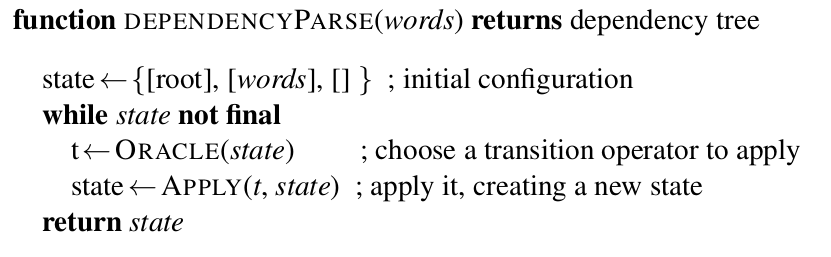 function DEPENDENCYPARSE(words) returns dependency tree
state ← {[root], [words], [] } ; initial configuration
while state not final
t ← ORACLE(state) ; choose a transition operator to apply
state ← APPLY(t, state) ; apply it, creating a new state
return state